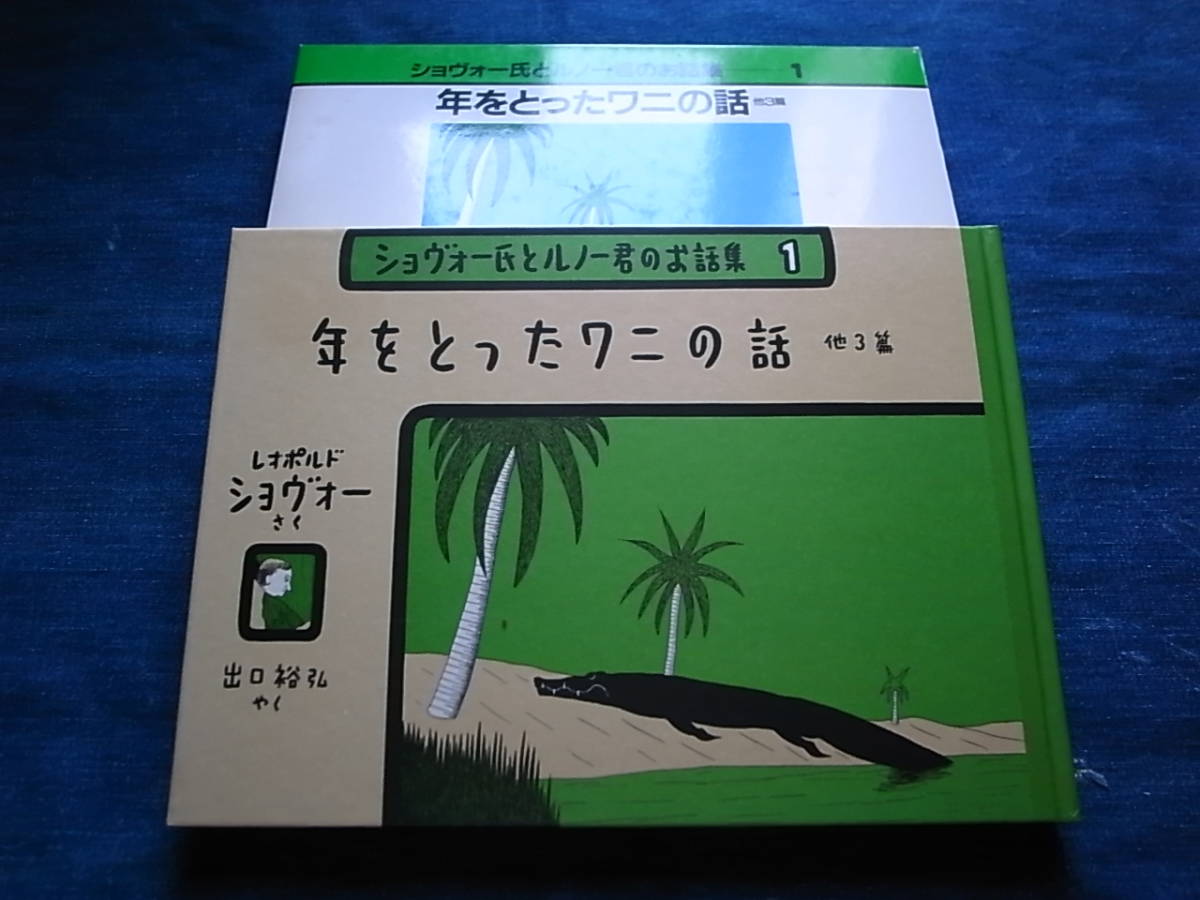 ショヴォー氏とルノー君のお話集 1
年をとったワニの話 他3篇
ショヴォー氏とルノー君のお話集 1
年をとったワニの話 他3篇
レオポルド
ショヴォー
さく
出口裕弘
やく